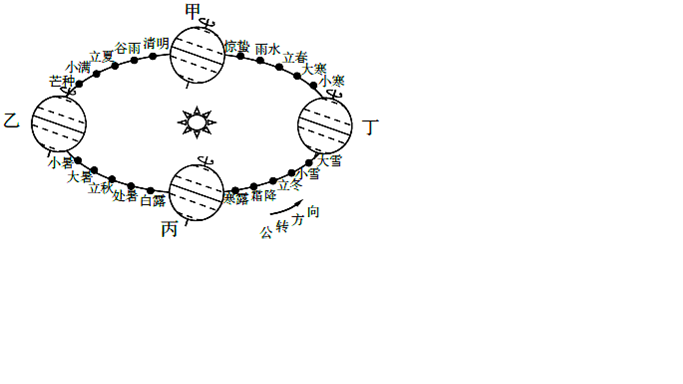 甲
清明
谷雨
立夏
小满
芒种
乙
小暑
大暑
立秋
处暑
白露
丙
寒露
霜降
立冬
小雪
大雪
丁
小寒
大寒
立春
雨水
惊蛰
公转方向